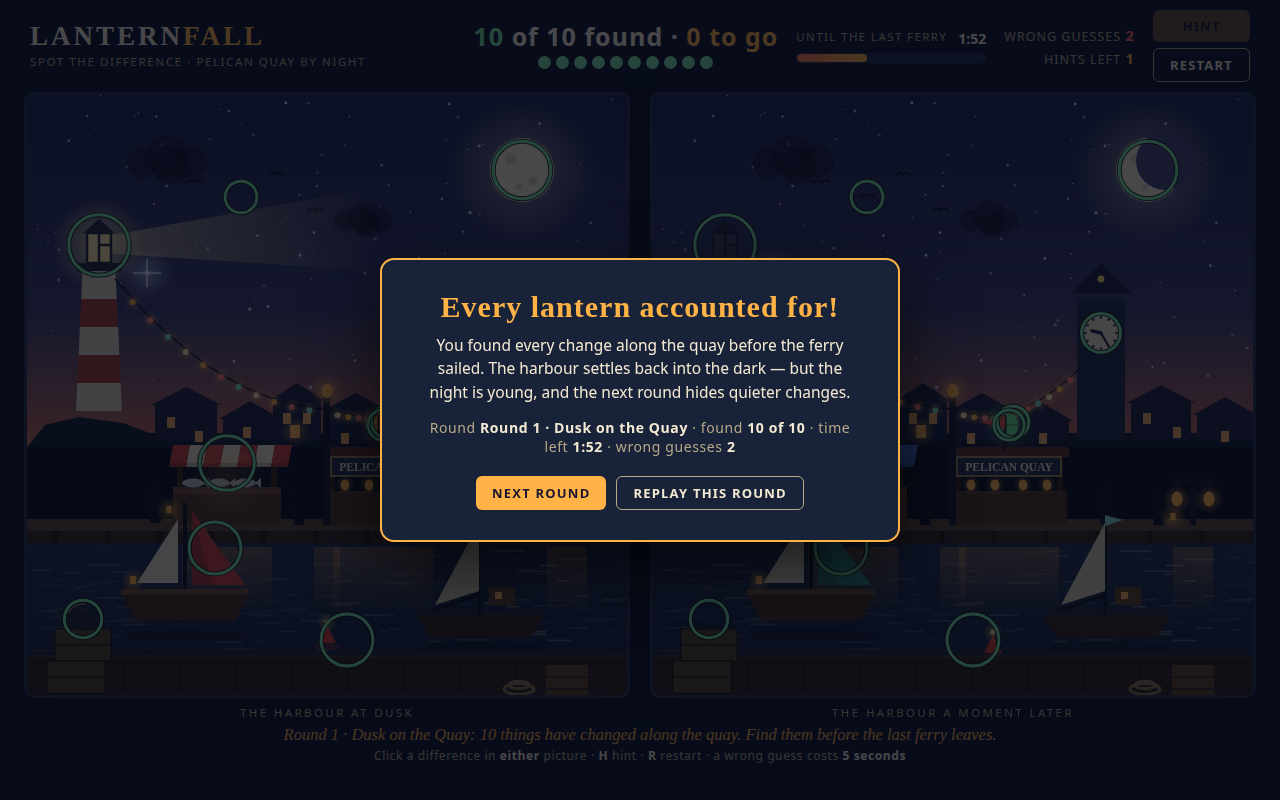 LANTERNFALL
SPOT THE DIFFERENCE · PELICAN QUAY BY NIGHT
10 of 10 found · 0 to go
UNTIL THE LAST FERRY 1:52
WRONG GUESSES 2
HINTS LEFT 1
HINT
RESTART
Every lantern accounted for!
You found every change along the quay before the ferry
sailed. The harbour settles back into the dark — but the
night is young, and the next round hides quieter changes.
Round Round 1 · Dusk on the Quay · found 10 of 10 · time
left 1:52 · wrong guesses 2
NEXT ROUND
REPLAY THIS ROUND
PELICAN QUAY
THE HARBOUR AT DUSK
THE HARBOUR A MOMENT LATER
Round 1 · Dusk on the Quay: 10 things have changed along the quay. Find them before the last ferry leaves.
Click a difference in either picture · H hint · R restart · a wrong guess costs 5 seconds